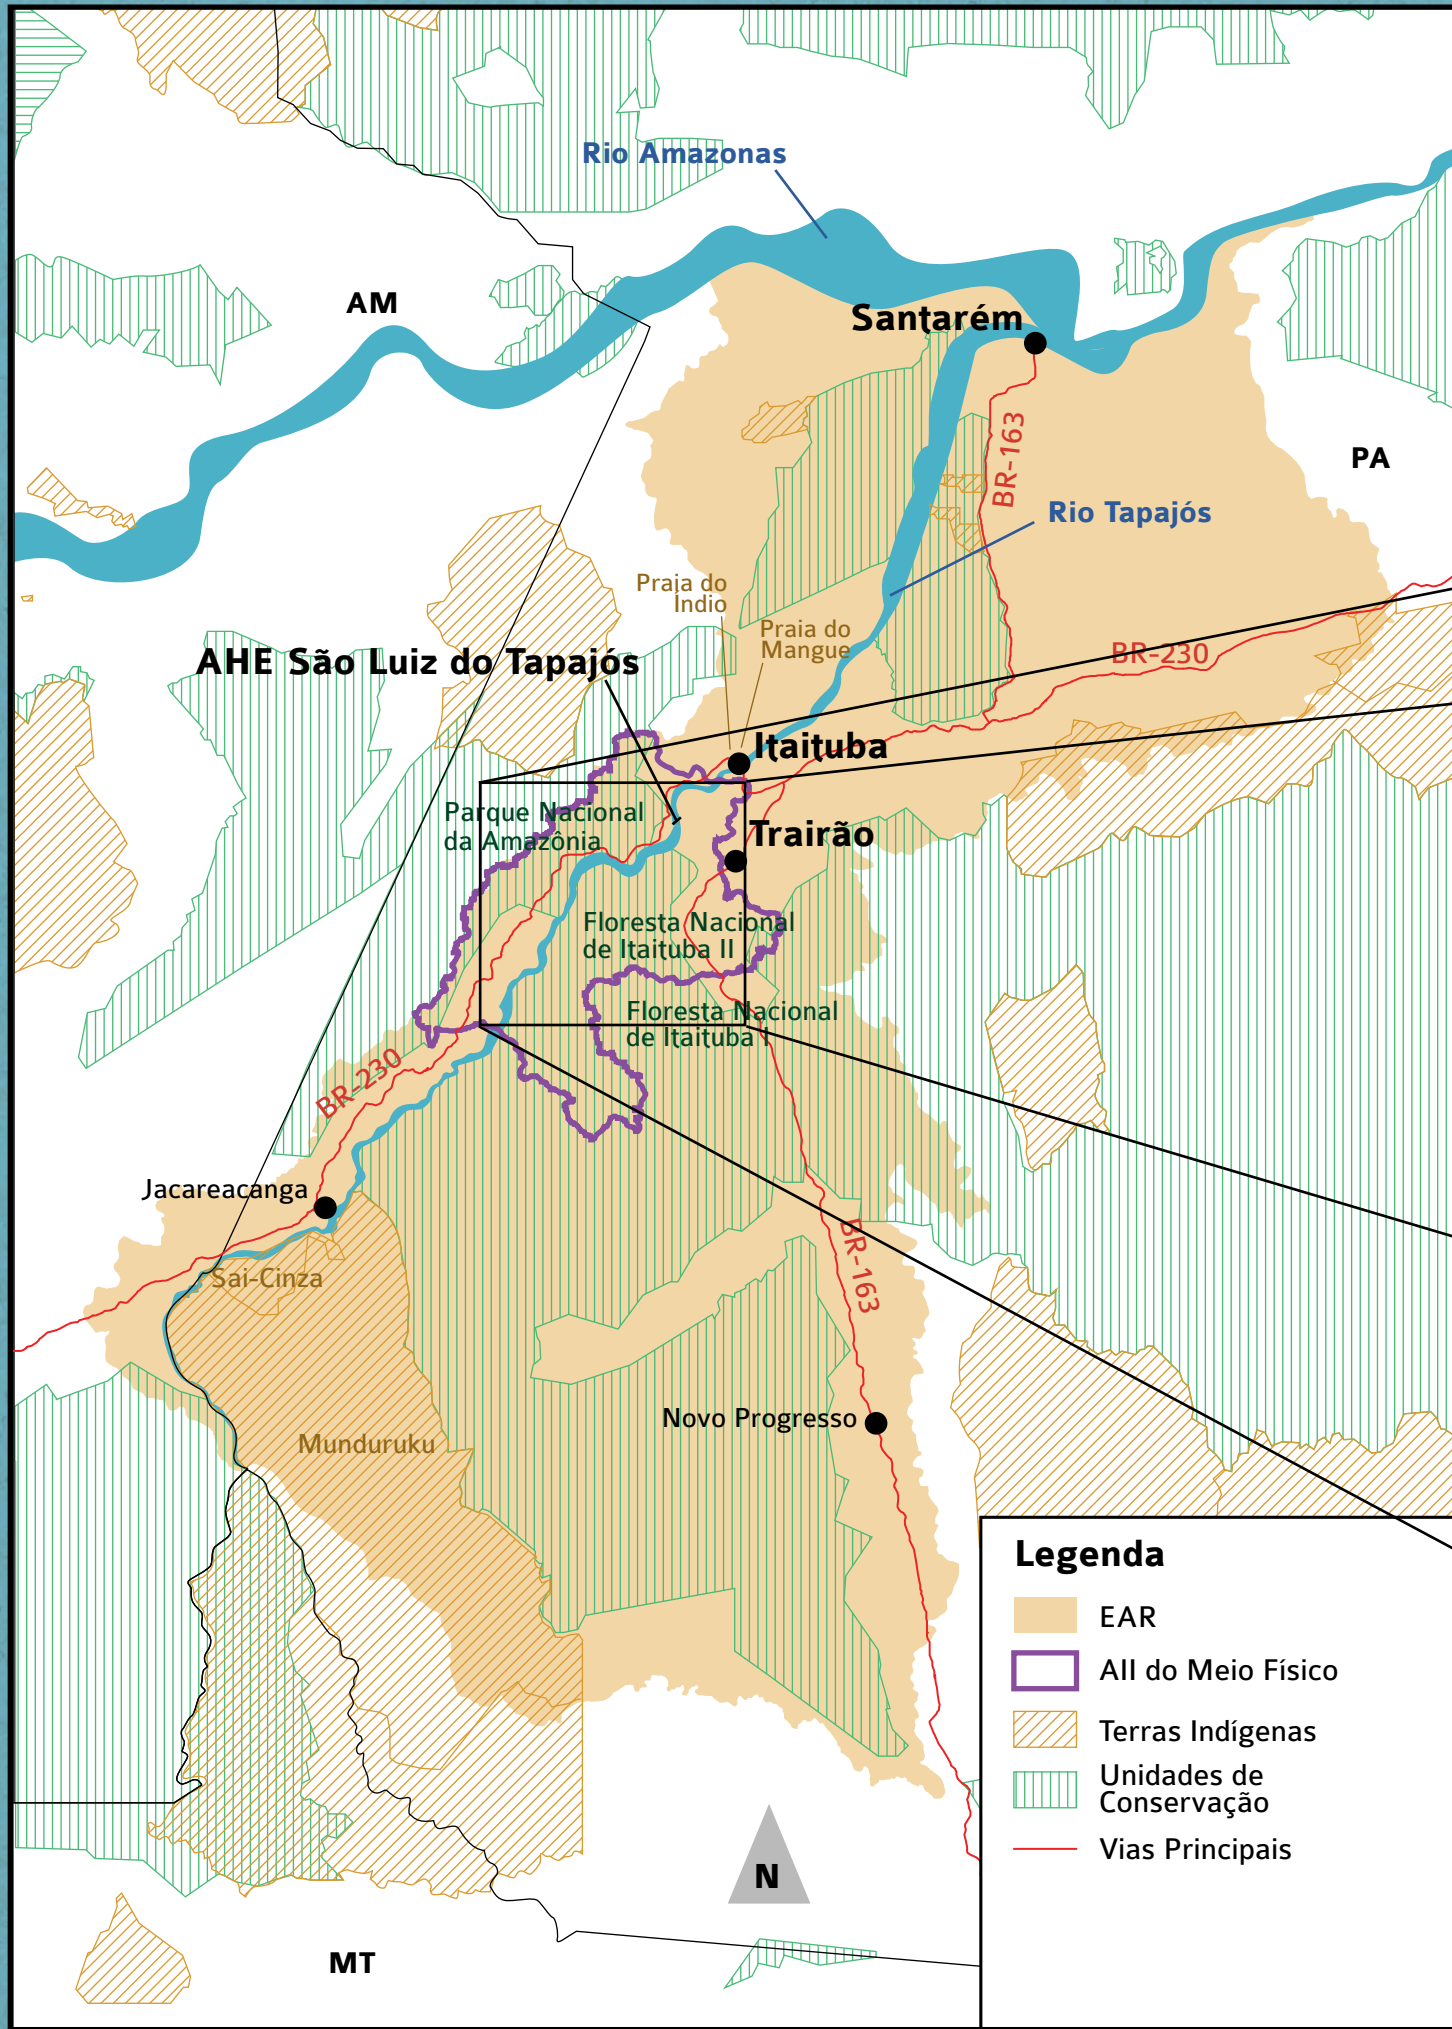 Rio Amazonas
AM
Santarém
BR-163
PA
Rio Tapajós
Praia do
Índio
Praia do
Mangue
BR-230
AHE São Luiz do Tapajós
Itaituba
Parque Nacional
da Amazônia
Trairão
Floresta Nacional
de Itaituba II
Floresta Nacional
de Itaituba I
BR-230
Jacareacanga
Sai-Cinza
BR-163
Novo Progresso
Munduruku
Legenda
EAR
AII do Meio Físico
Terras Indígenas
Unidades de
Conservação
Vias Principais
N
MT